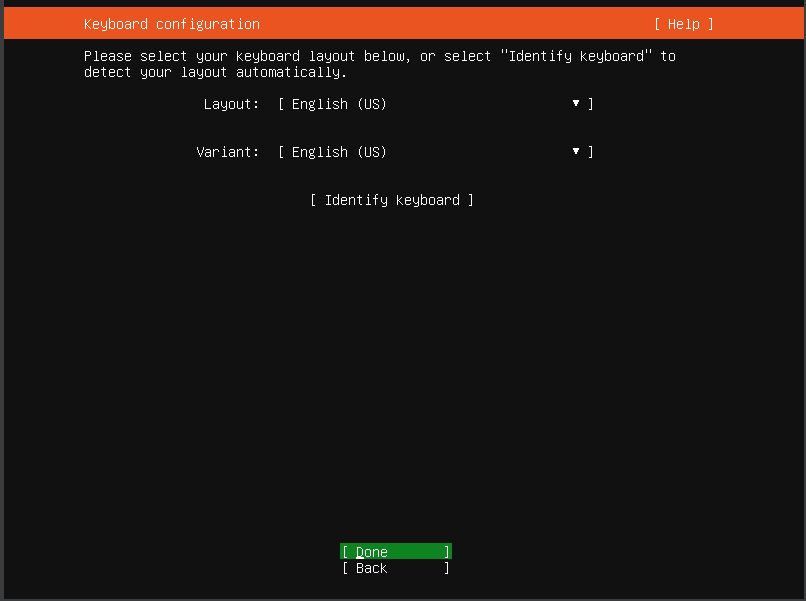 Keyboard configuration [ Help ]
Please select your keyboard layout below, or select "Identify keyboard" to
detect your layout automatically.
Layout: [ English (US) ▾ ]
Variant: [ English (US) ▾ ]
[ Identify keyboard ]
[ Done ]
[ Back ]